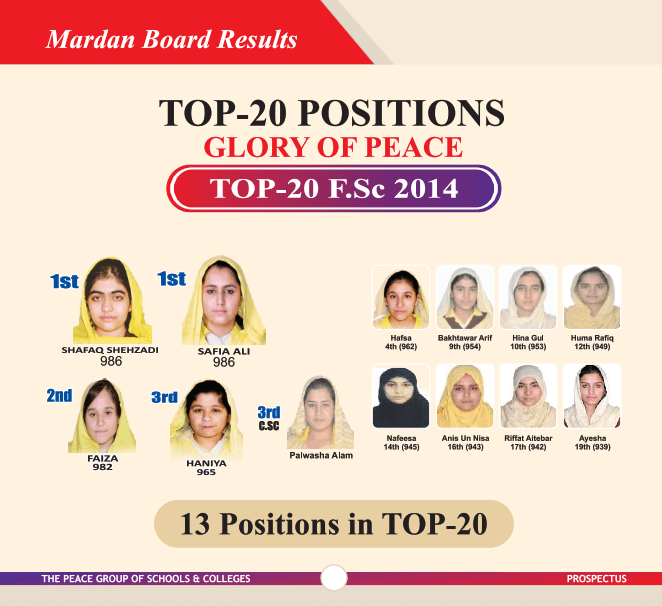 Mardan Board Results
TOP-20 POSITIONS
GLORY OF PEACE
TOP-20 F.Sc 2014
1st
SHAFAQ SHEHZADI
986
1st
SAFIA ALI
986
2nd
FAIZA
982
3rd
HANIYA
965
3rd
C.SC
Palwasha Alam
Hafsa
4th (962)
Bakhtawar Arif
9th (954)
Hina Gul
10th (953)
Huma Rafiq
12th (949)
Nafeesa
14th (945)
Anis Un Nisa
16th (943)
Riffat Aitebar
17th (942)
Ayesha
19th (939)
13 Positions in TOP-20
THE PEACE GROUP OF SCHOOLS & COLLEGES
PROSPECTUS